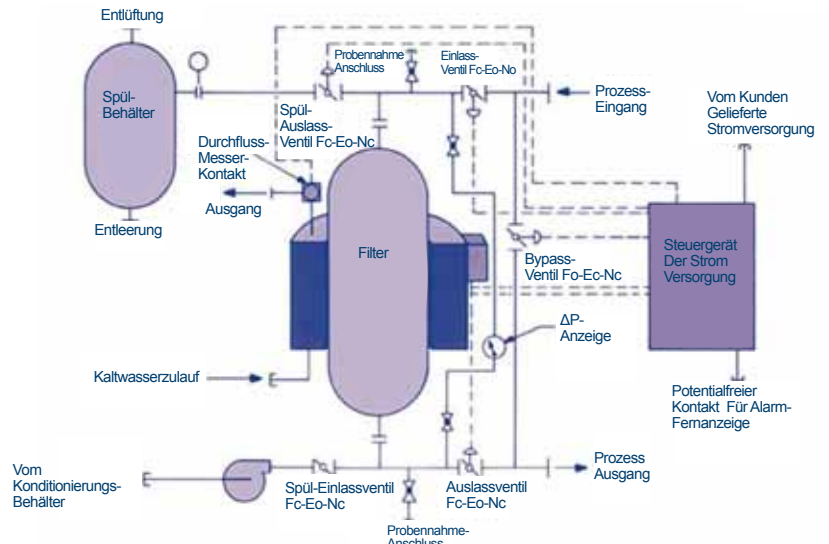 Entlüftung
Spül-
Behälter
Entleerung
Probennahme
Anschluss
Einlass-
Ventil Fc-Eo-No
Prozess-
Eingang
Vom Kunden
Gelieferte
Stromversorgung
Spül-
Auslass-
Ventil Fc-Eo-Nc
Durchfluss-
Messer-
Kontakt
Ausgang
Filter
Bypass-
Ventil Fo-Ec-Nc
Steuergerät
Der Strom
Versorgung
ΔP-
Anzeige
Kaltwasserzulauf
Potentialfreier
Kontakt Für Alarm-
Fernanzeige
Vom
Konditionierungs-
Behälter
Spül-Einlassventil
Fc-Eo-Nc
Auslassventil
Fc-Eo-Nc
Prozess
Ausgang
Probennahme-
Anschluss